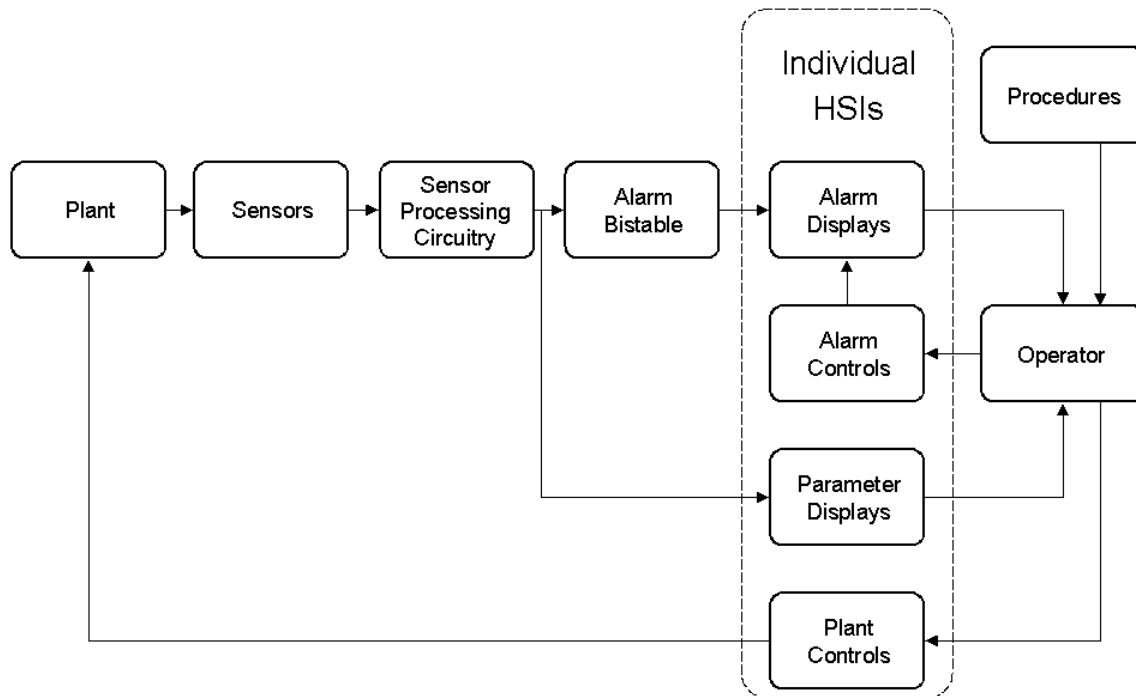 Individual
HSIs
Procedures
Plant
Sensors
Sensor
Processing
Circuitry
Alarm
Bistable
Alarm
Displays
Alarm
Controls
Operator
Parameter
Displays
Plant
Controls